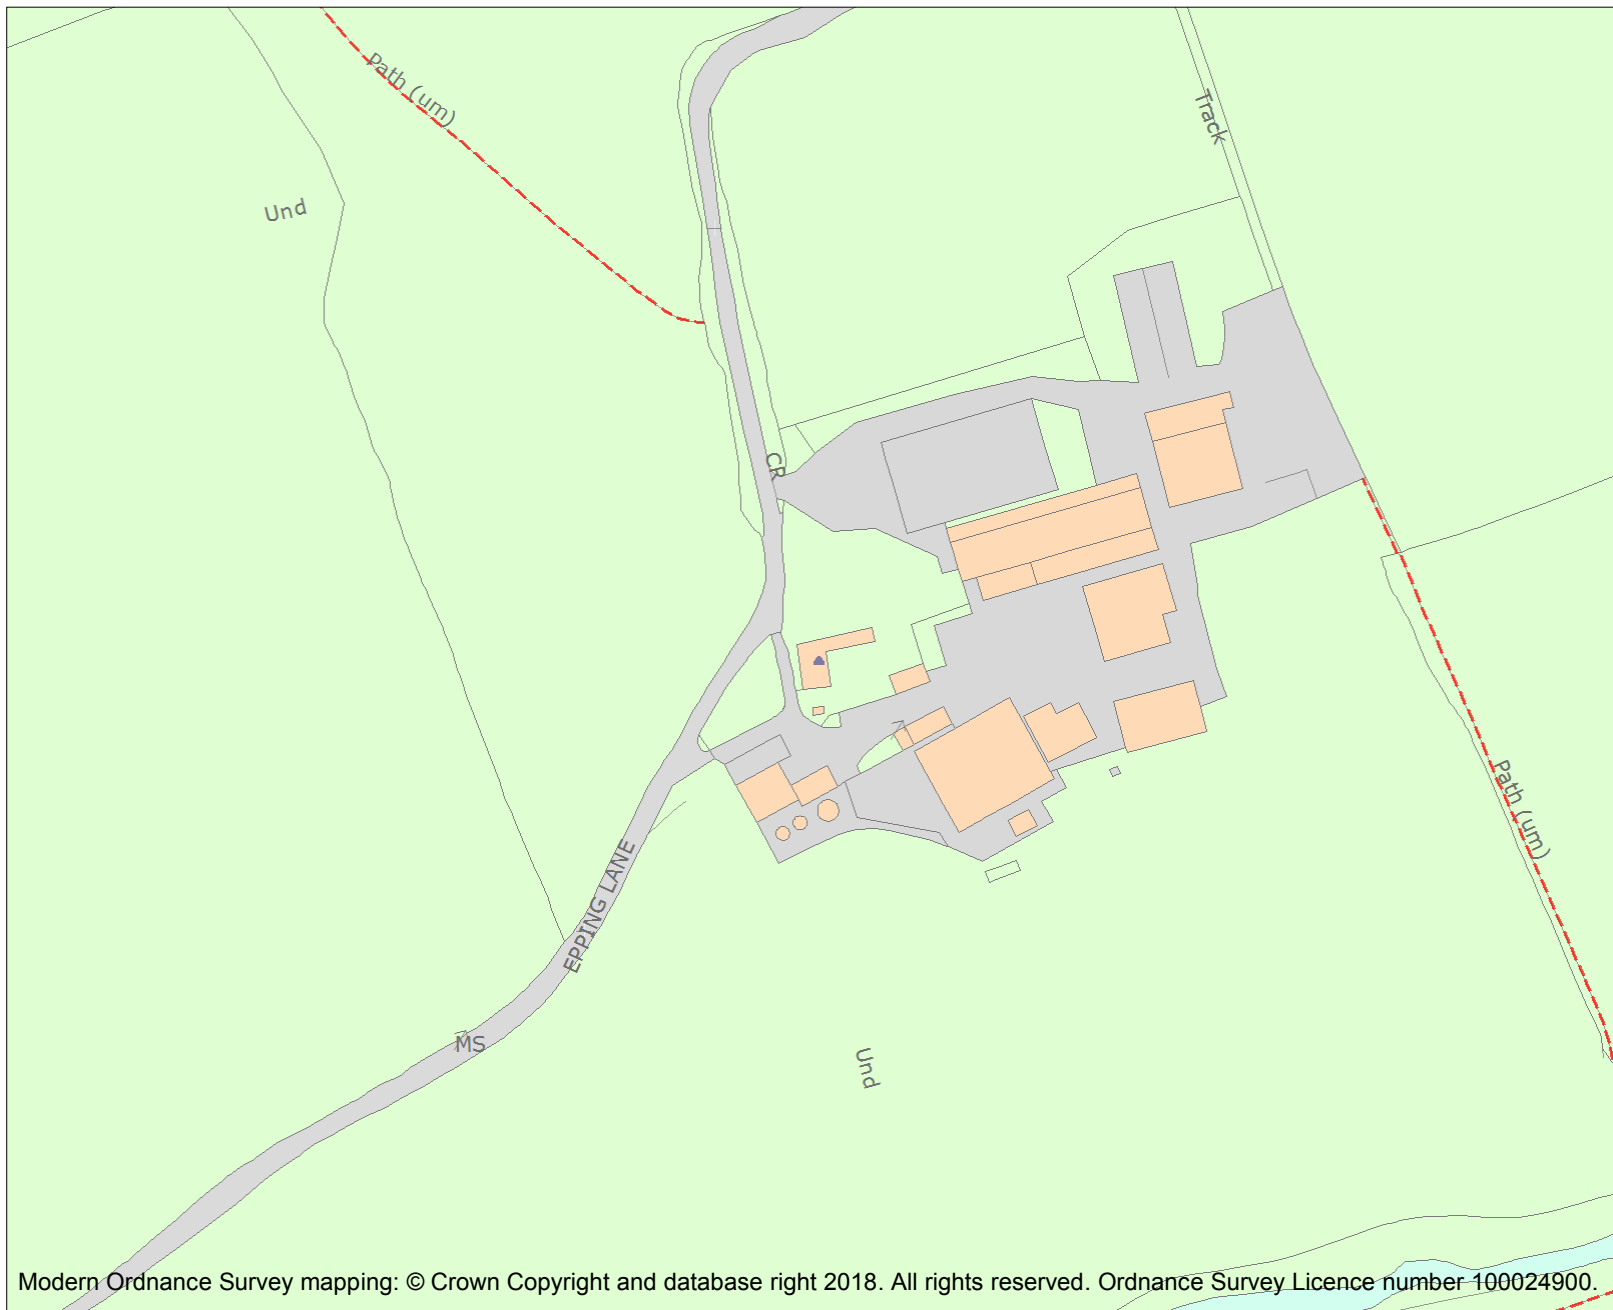 Path (um)
Track
Und
CR
Path (um)
EPPING LANE
MS
Und
Modern Ordnance Survey mapping: © Crown Copyright and database right 2018. All rights reserved. Ordnance Survey Licence number 100024900.